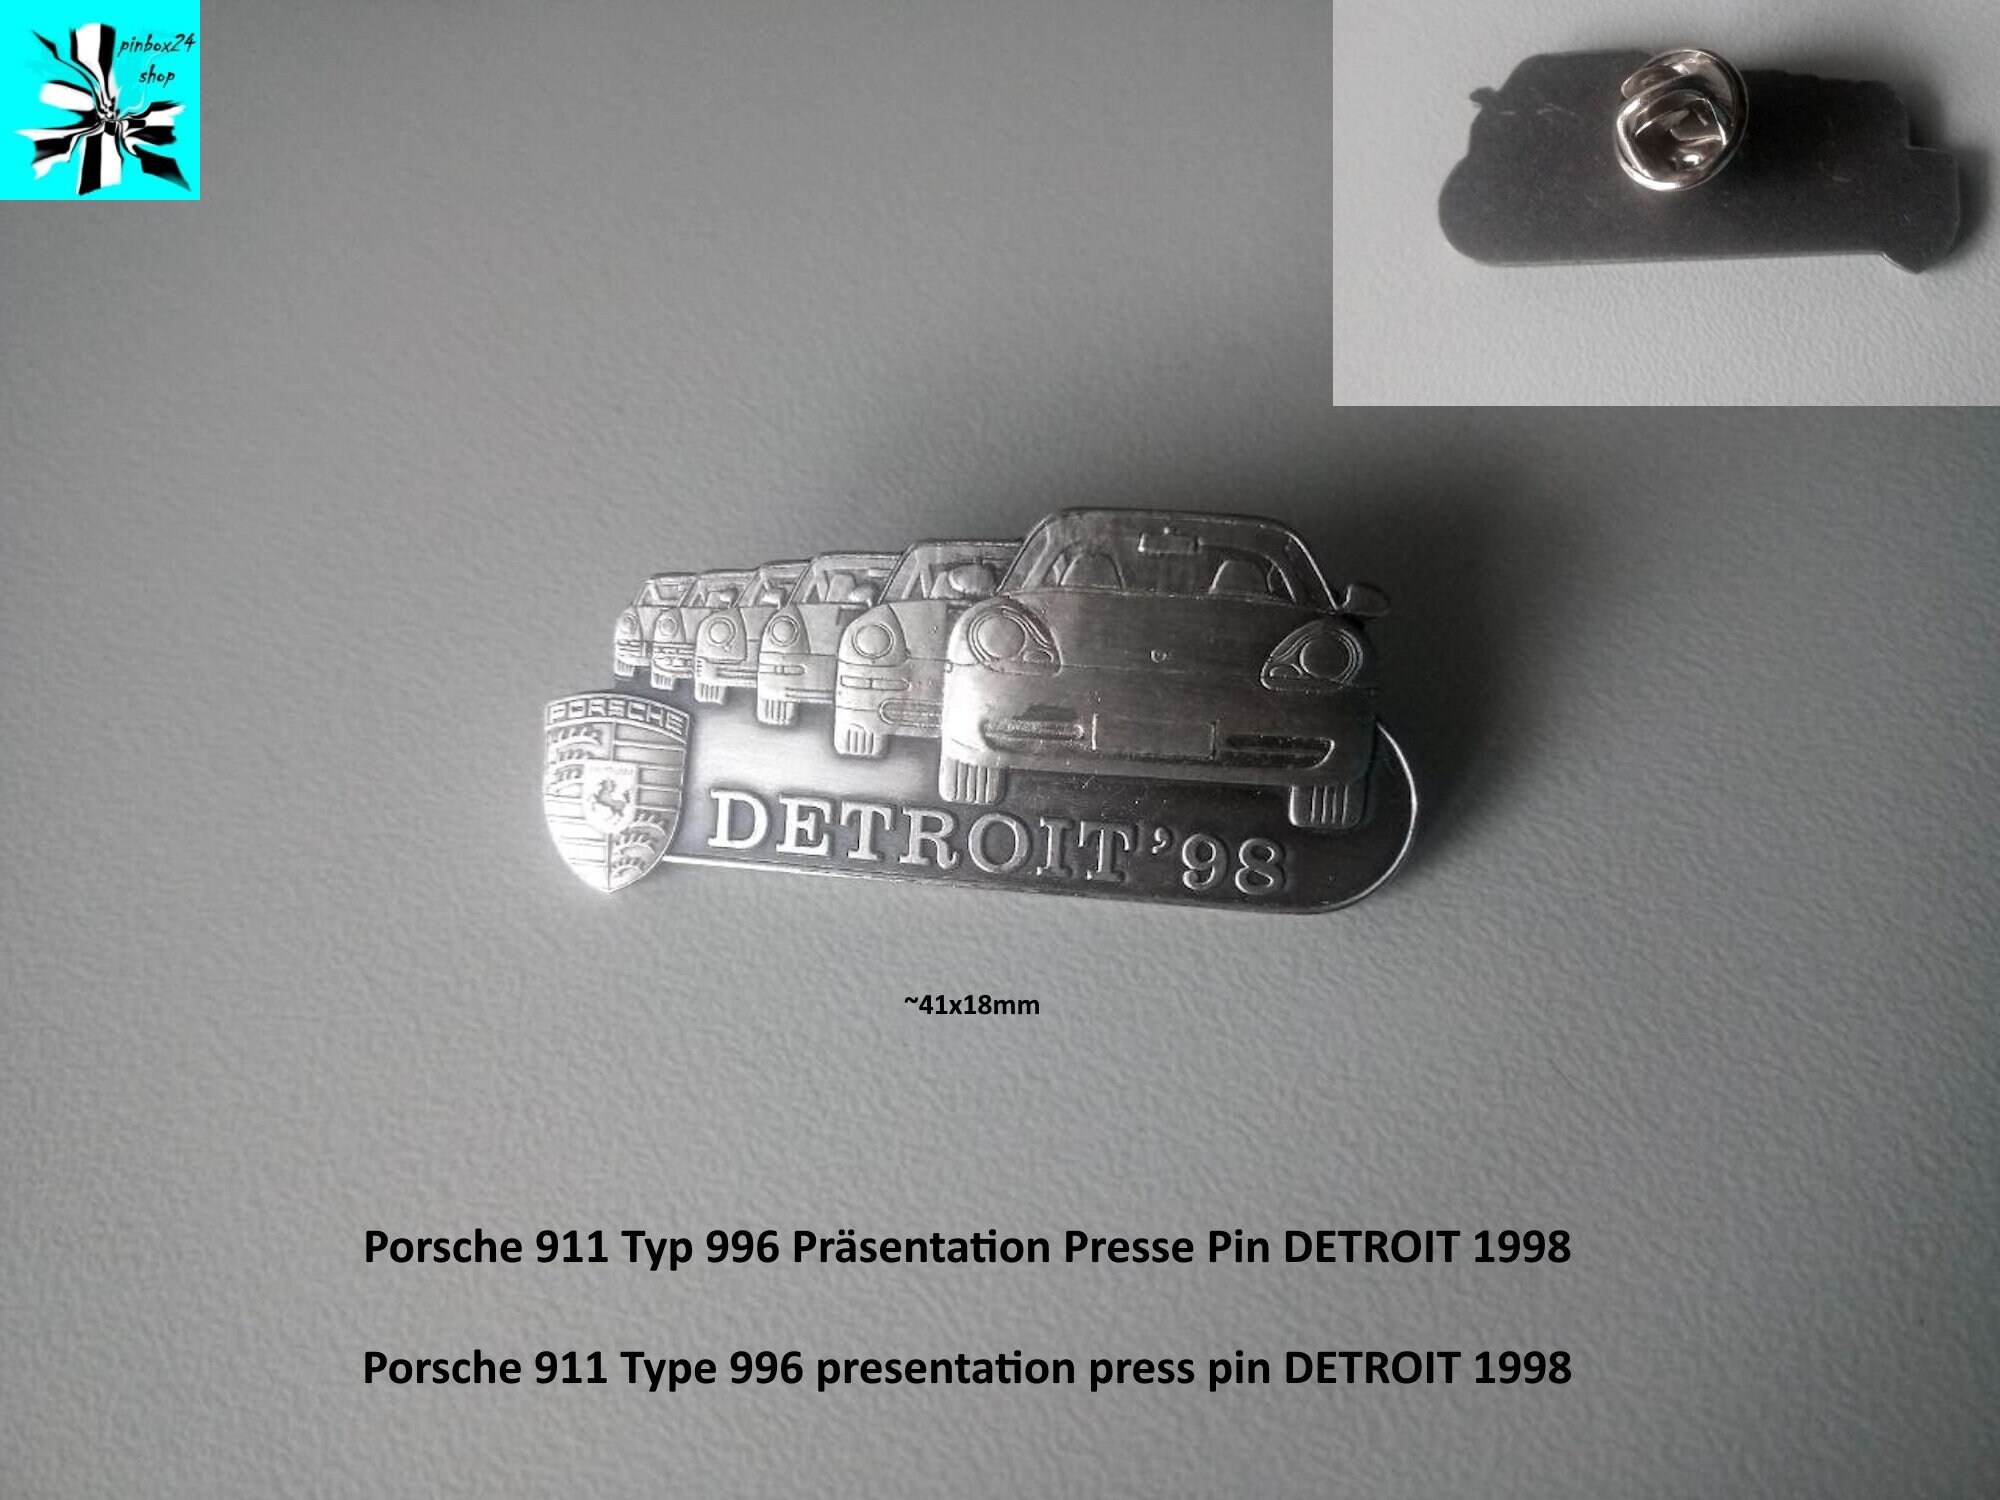 pinbox24
shop
PORSCHE
DETROIT '98
~41x18mm
Porsche 911 Typ 996 Präsentation Presse Pin DETROIT 1998
Porsche 911 Type 996 presentation press pin DETROIT 1998